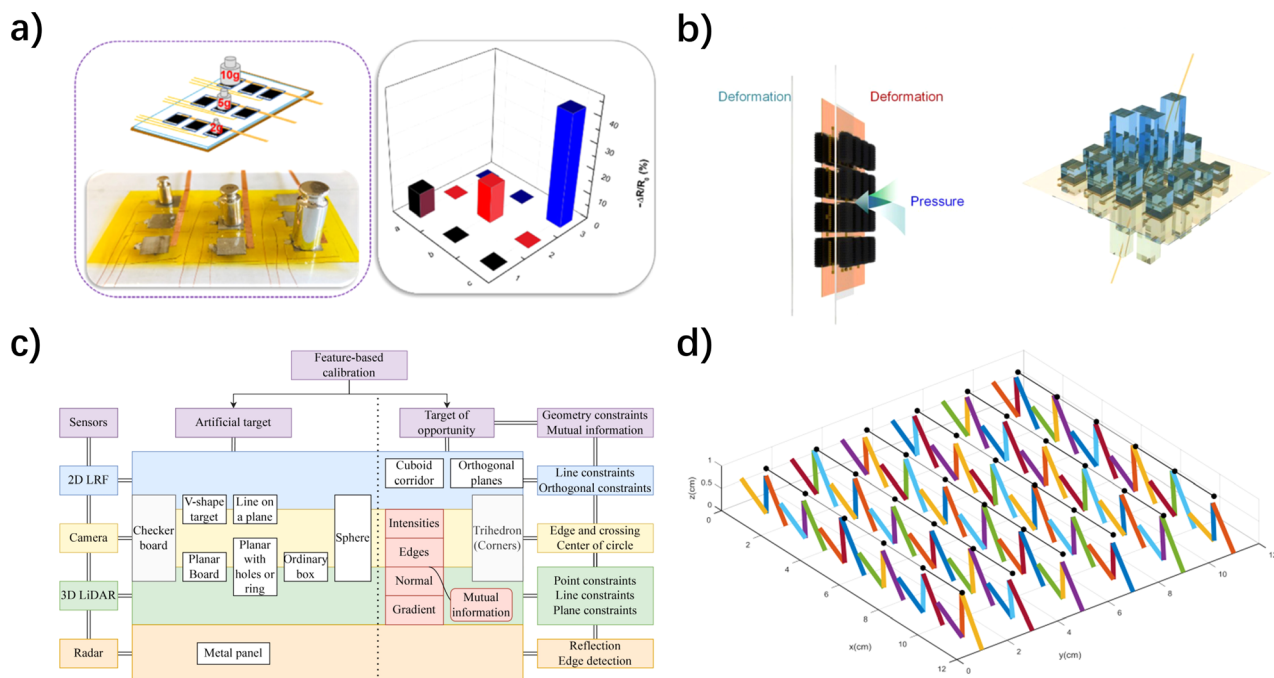 a)
10g
5g
2g
-ΔR/R₀ (%)
40
30
20
10
0
a
b
c
1
2
3
b)
Deformation
Deformation
Pressure
c)
Feature-based
calibration
Sensors
Artificial target
Target of
opportunity
Geometry constraints
Mutual information
2D LRF
Cuboid
corridor
Orthogonal
planes
Line constraints
Orthogonal constraints
Camera
Checker
board
V-shape
target
Line on
a plane
Planar
Board
Planar
with
holes or
ring
Ordinary
box
Sphere
Intensities
Edges
Normal
Gradient
Mutual
information
Trihedron
(Corners)
Edge and crossing
Center of circle
3D LiDAR
Point constraints
Line constraints
Plane constraints
Radar
Metal panel
Reflection
Edge detection
d)
z(cm)
1
0.5
0
0
2
4
6
8
10
12
x(cm)
0
2
4
6
8
10
12
y(cm)